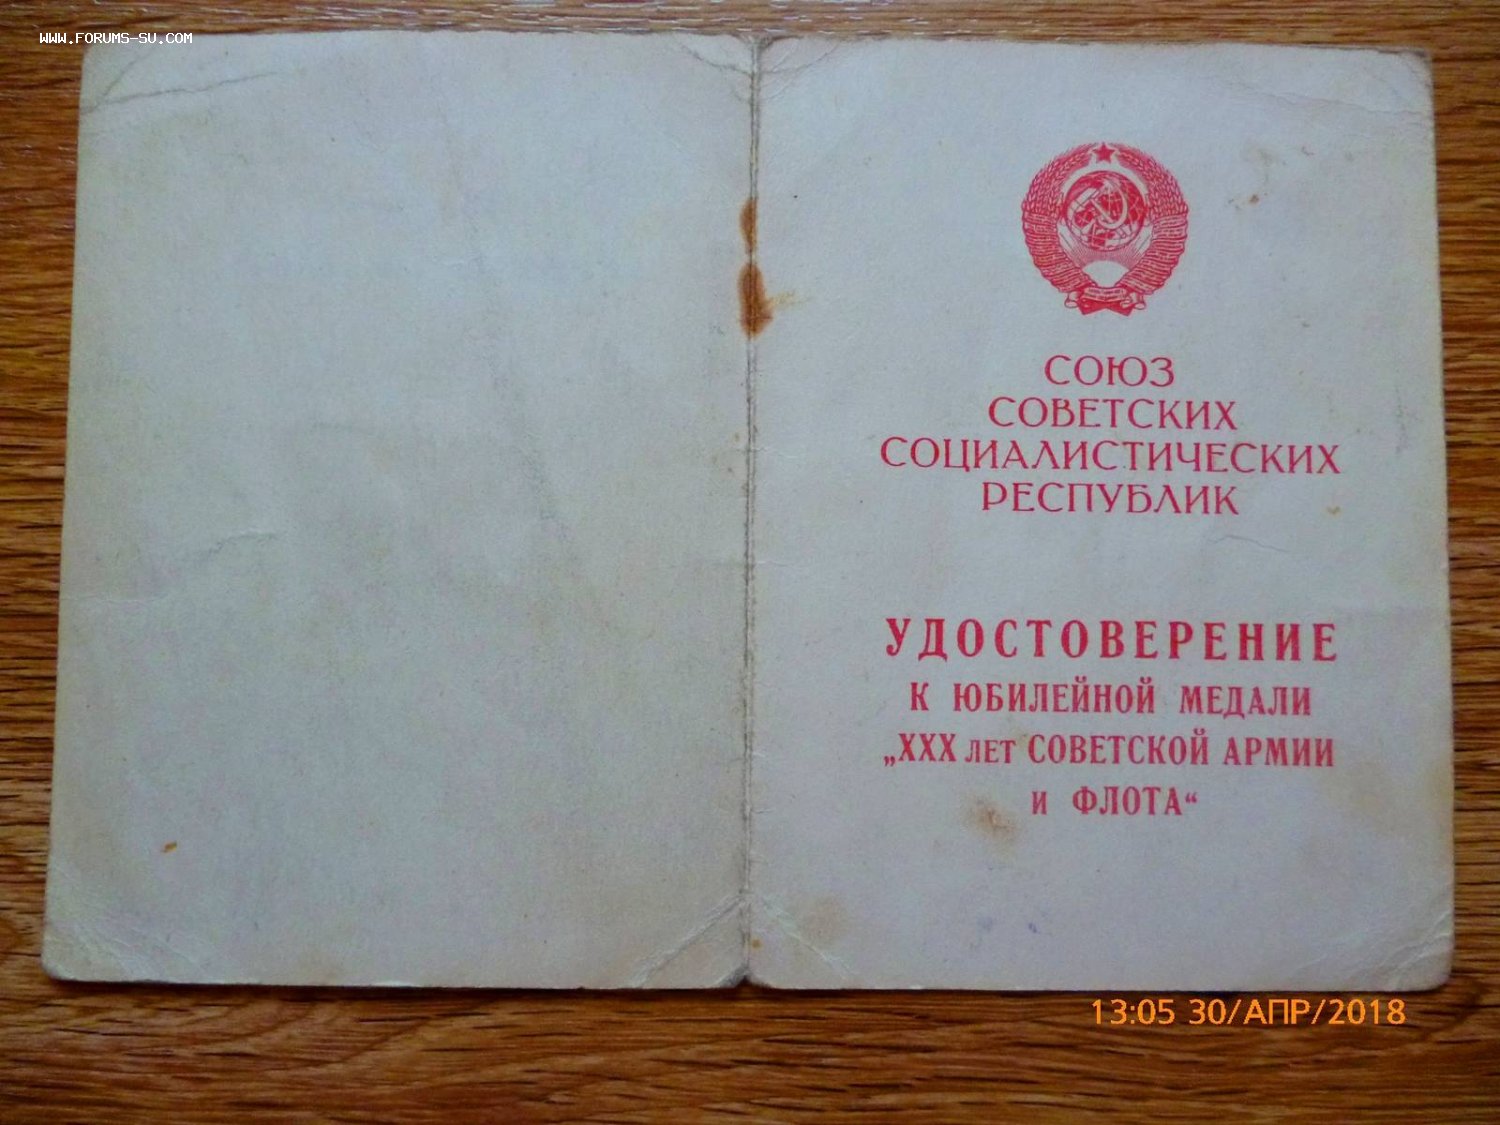 WWW.FORUMS-SU.COM
СОЮЗ
СОВЕТСКИХ
СОЦИАЛИСТИЧЕСКИХ
РЕСПУБЛИК
УДОСТОВЕРЕНИЕ
К ЮБИЛЕЙНОЙ МЕДАЛИ
„XXX ЛЕТ СОВЕТСКОЙ АРМИИ
И ФЛОТА“
13:05 30/АПР/2018